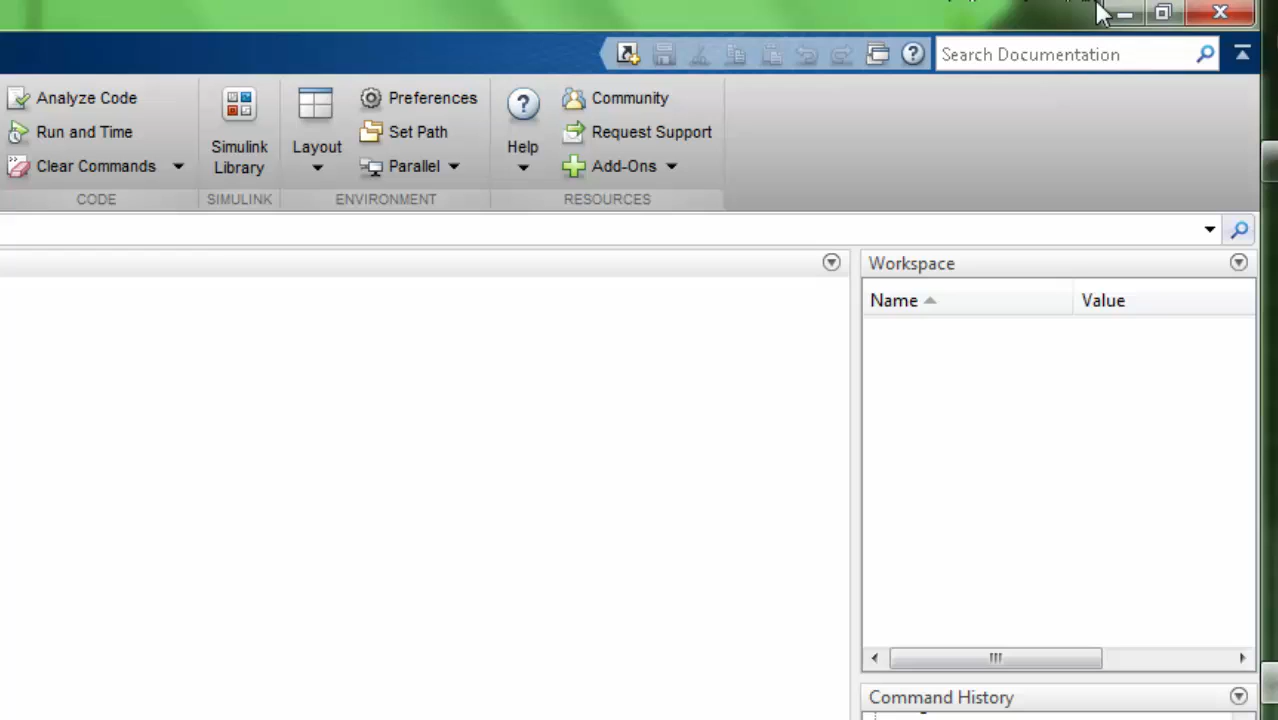 Search Documentation
Analyze Code
Run and Time
Clear Commands
CODE
Simulink
Library
SIMULINK
Layout
Preferences
Set Path
Parallel
ENVIRONMENT
Help
Community
Request Support
Add-Ons
RESOURCES
Workspace
Name
Value
Command History